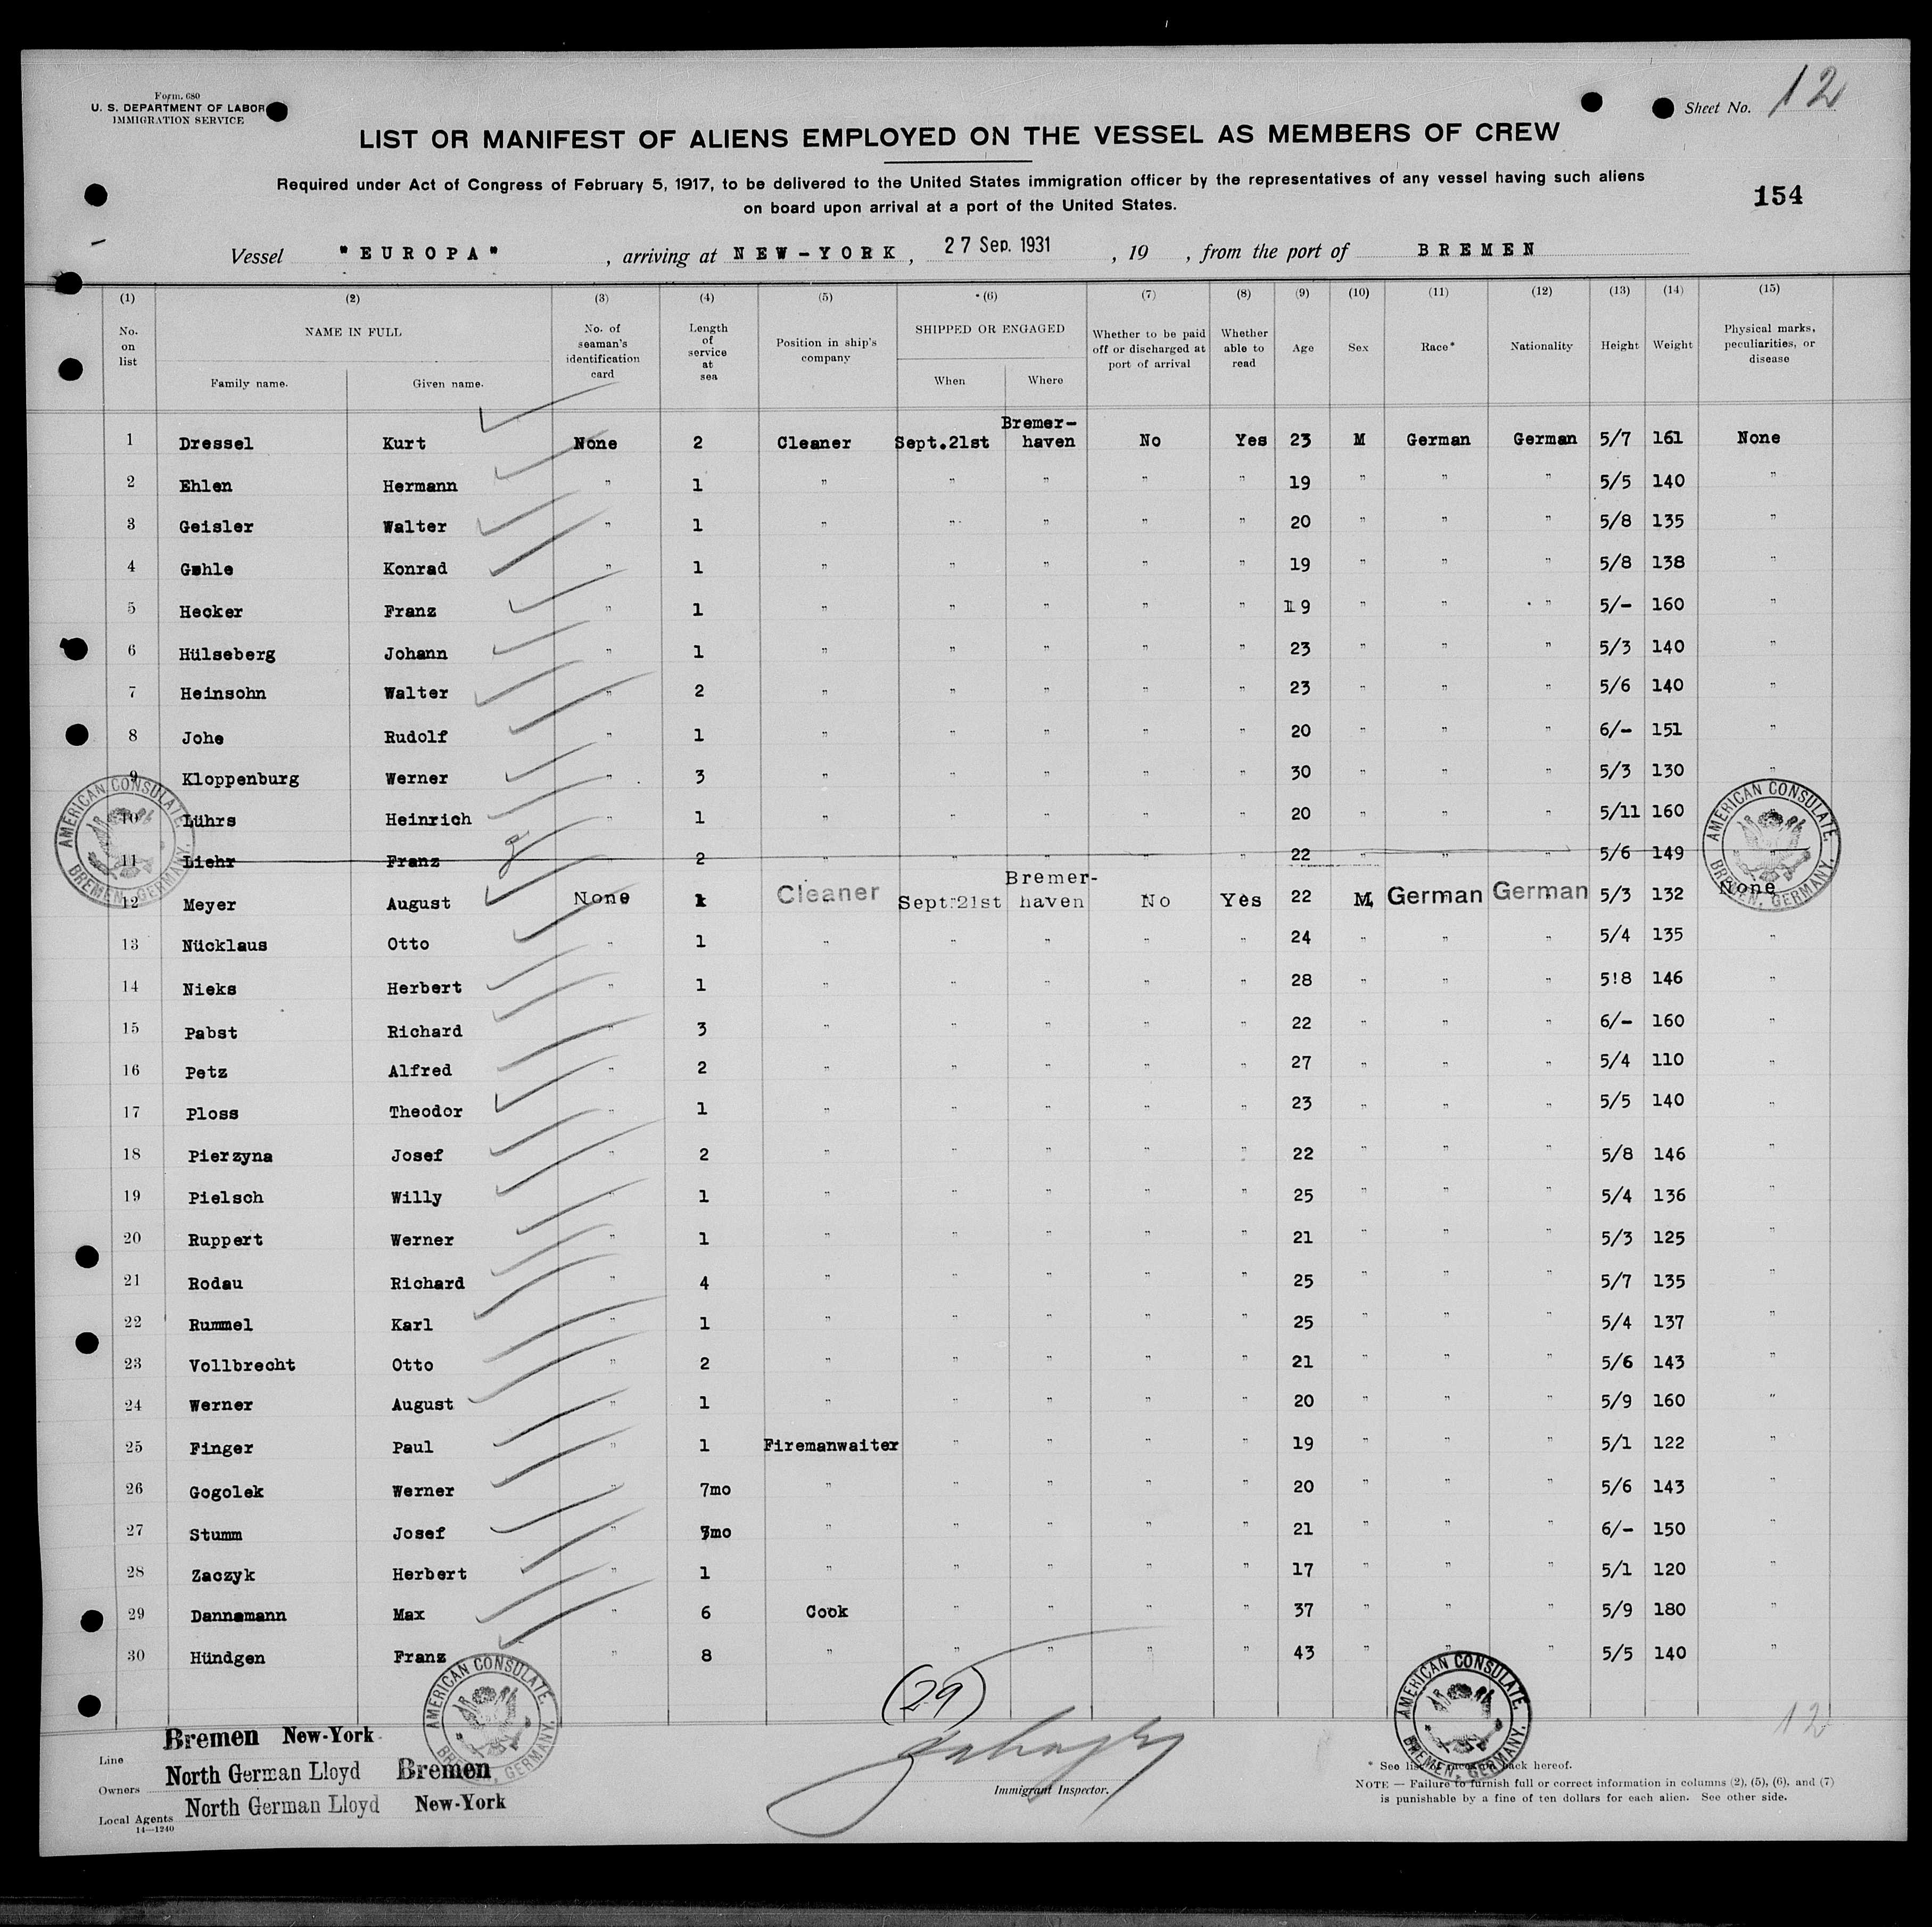 Form. 680
U. S. DEPARTMENT OF LABOR
IMMIGRATION SERVICE
Sheet No. 12
LIST OR MANIFEST OF ALIENS EMPLOYED ON THE VESSEL AS MEMBERS OF CREW
Required under Act of Congress of February 5, 1917, to be delivered to the United States immigration officer by the representatives of any vessel having such aliens
on board upon arrival at a port of the United States.
154
Vessel "EUROPA" , arriving at NEW-YORK, 27 Sep. 1931 , 19 , from the port of BREMEN
(1) (2) (3) (4) (5) (6) (7) (8) (9) (10) (11) (12) (13) (14) (15)
No. on list NAME IN FULL Family name. Given name. No. of seaman's identification card Length of service at sea Position in ship's company SHIPPED OR ENGAGED When Where Whether to be paid off or discharged at port of arrival Whether able to read Age Sex Race* Nationality Height Weight Physical marks, peculiarities, or disease
1 Dressel Kurt None 2 Cleaner Sept.21st Bremer-haven No Yes 23 M German German 5/7 161 None
2 Ehlen Hermann " 1 " " " " " 19 " " " 5/5 140 "
3 Geisler Walter " 1 " " " " " 20 " " " 5/8 135 "
4 Gohle Konrad " 1 " " " " " 19 " " " 5/8 138 "
5 Hecker Franz " 1 " " " " " 19 " " " 5/- 160 "
6 Hülseberg Johann " 1 " " " " " 23 " " " 5/3 140 "
7 Heinsohn Walter " 2 " " " " " 23 " " " 5/6 140 "
8 Johe Rudolf " 1 " " " " " 20 " " " 6/- 151 "
9 Kloppenburg Werner " 3 " " " " " 30 " " " 5/3 130 "
10 Lührs Heinrich " 1 " " " " " 20 " " " 5/11 160 "
11 Liehr Franz 2 " " " " " 22 " " " 5/6 149 "
12 Meyer August None 1 Cleaner Sept.21st Bremer-haven No Yes 22 M German German 5/3 132 None
13 Nücklaus Otto " 1 " " " " " 24 " " " 5/4 135 "
14 Nieks Herbert " 1 " " " " " 28 " " " 5!8 146 "
15 Pabst Richard " 3 " " " " " 22 " " " 6/- 160 "
16 Petz Alfred " 2 " " " " " 27 " " " 5/4 110 "
17 Ploss Theodor " 1 " " " " " 23 " " " 5/5 140 "
18 Pierzyna Josef " 2 " " " " " 22 " " " 5/8 146 "
19 Pielsch Willy " 1 " " " " " 25 " " " 5/4 136 "
20 Ruppert Werner " 1 " " " " " 21 " " " 5/3 125 "
21 Rodau Richard " 4 " " " " " 25 " " " 5/7 135 "
22 Rummel Karl " 1 " " " " " 25 " " " 5/4 137 "
23 Vollbrecht Otto " 2 " " " " " 21 " " " 5/6 143 "
24 Werner August " 1 " " " " " 20 " " " 5/9 160 "
25 Finger Paul " 1 Firemanwaiter " " " " 19 " " " 5/1 122 "
26 Gogolek Werner " 7mo " " " " " 20 " " " 5/6 143 "
27 Stumm Josef " mo " " " " " 21 " " " 6/- 150 "
28 Zaczyk Herbert " 1 " " " " " 17 " " " 5/1 120 "
29 Dannemann Max " 6 Cook " " " " 37 " " " 5/9 180 "
30 Hündgen Franz " 8 " " " " " 43 " " " 5/5 140 "
AMERICAN CONSULATE, BREMEN, GERMANY.
AMERICAN CONSULATE, BREMEN, GERMANY.
AMERICAN CONSULATE, BREMEN, GERMANY.
AMERICAN CONSULATE, BREMEN, GERMANY.
(29)
12
Line Bremen New-York
Owners North German Lloyd Bremen
Local Agents North German Lloyd New-York
14—1240
Immigrant Inspector.
* See list of races on back hereof.
NOTE — Failure to furnish full or correct information in columns (2), (5), (6), and (7)
is punishable by a fine of ten dollars for each alien. See other side.